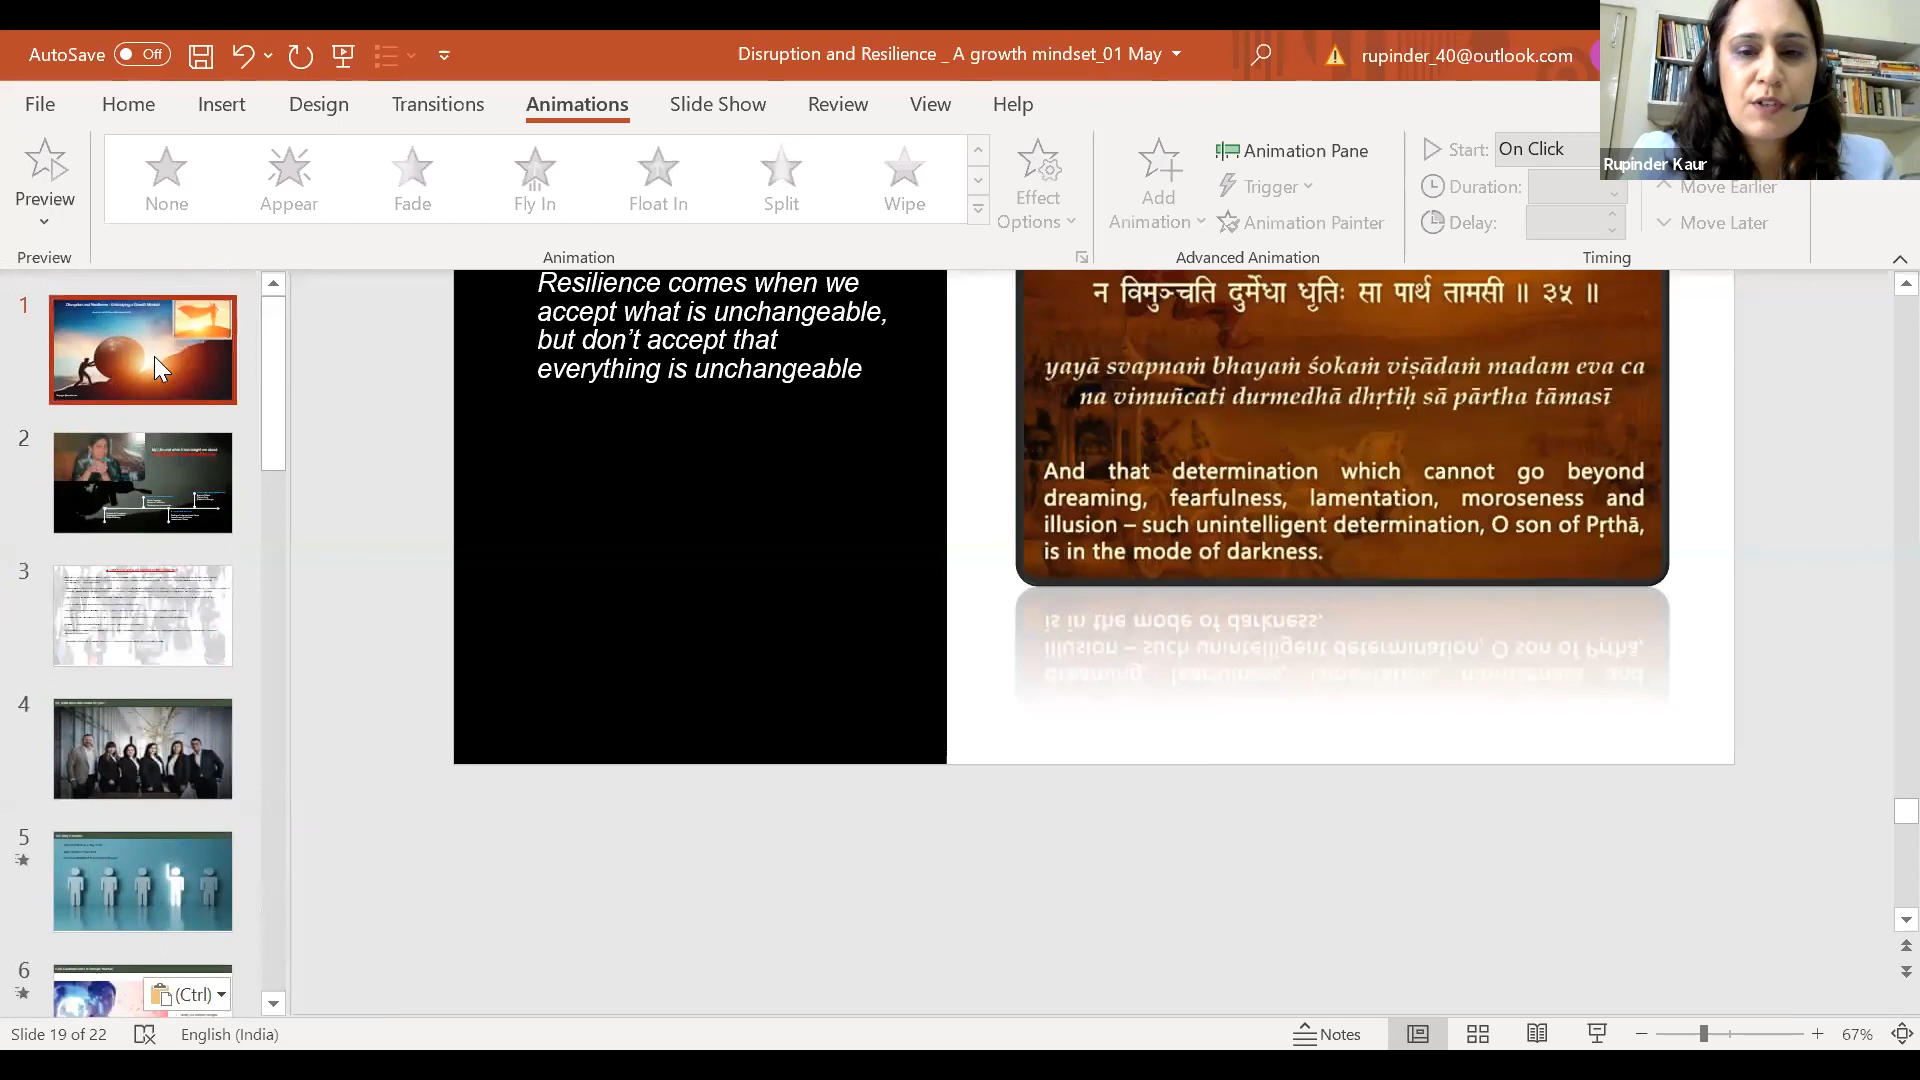 AutoSave Off
Disruption and Resilience _ A growth mindset_01 May
rupinder_40@outlook.com
Rupinder Kaur
File Home Insert Design Transitions Animations Slide Show Review View Help
Preview
None Appear Fade Fly In Float In Split Wipe
Effect
Options
Add
Animation
Animation Pane
Trigger
Animation Painter
Start: On Click
Duration:
Delay:
Move Earlier
Move Later
Preview Animation Advanced Animation Timing
1
2
3
4
5
6
(Ctrl)
Resilience comes when we
accept what is unchangeable,
but don’t accept that
everything is unchangeable
न विमुञ्चति दुर्मेधा धृतिः सा पार्थ तामसी ॥ ३५ ॥
yayā svapnaṁ bhayaṁ śokaṁ viṣādaṁ madam eva ca
na vimuñcati durmedhā dhṛtiḥ sā pārtha tāmasī
And that determination which cannot go beyond
dreaming, fearfulness, lamentation, moroseness and
illusion – such unintelligent determination, O son of Pṛthā,
is in the mode of darkness.
Slide 19 of 22 English (India) Notes 67%